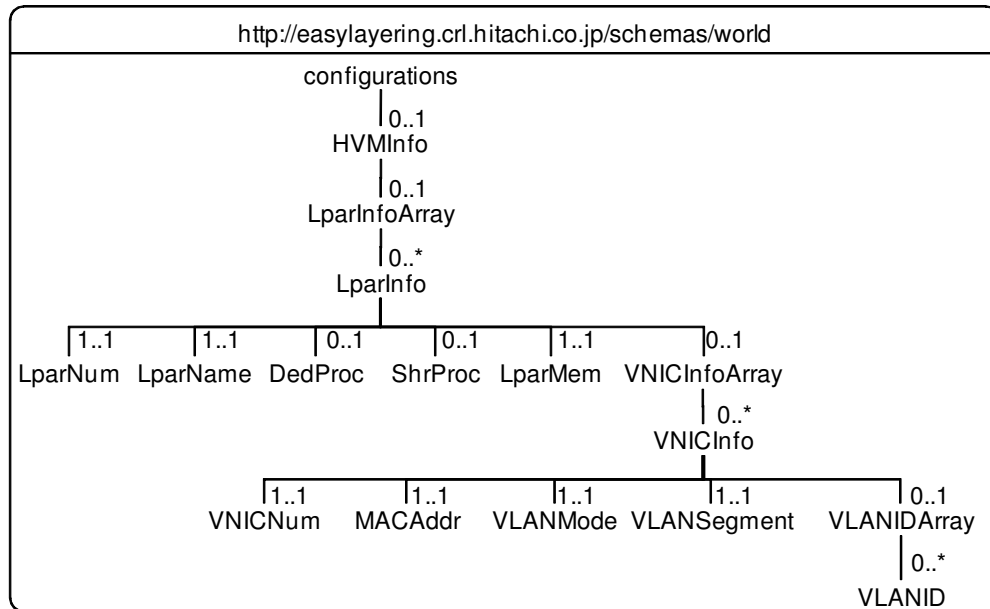 http://easylayering.crl.hitachi.co.jp/schemas/world
configurations
0..1
HVMInfo
0..1
LparInfoArray
0..*
LparInfo
1..1 1..1 0..1 0..1 1..1 0..1
LparNum LparName DedProc ShrProc LparMem VNICInfoArray
0..*
VNICInfo
1..1 1..1 1..1 1..1 0..1
VNICNum MACAddr VLANMode VLANSegment VLANIDArray
0..*
VLANID